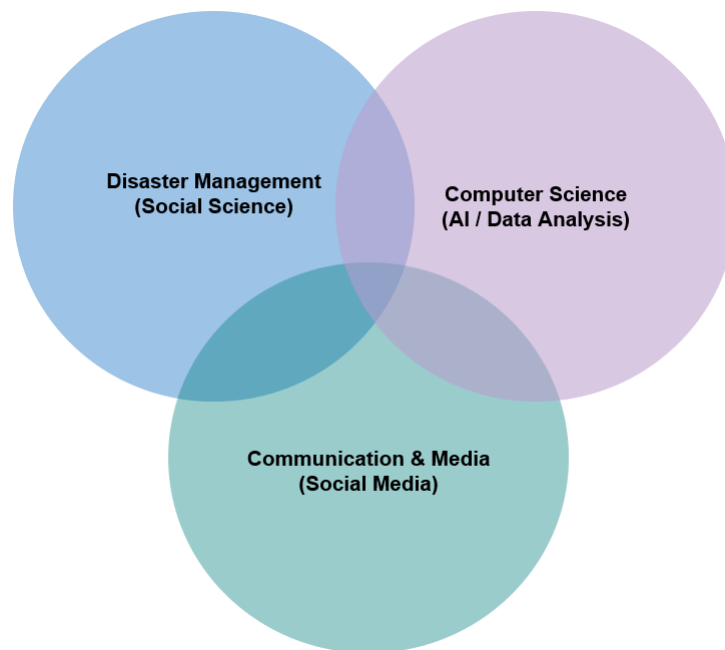 Disaster Management
(Social Science)
Computer Science
(AI / Data Analysis)
Communication & Media
(Social Media)